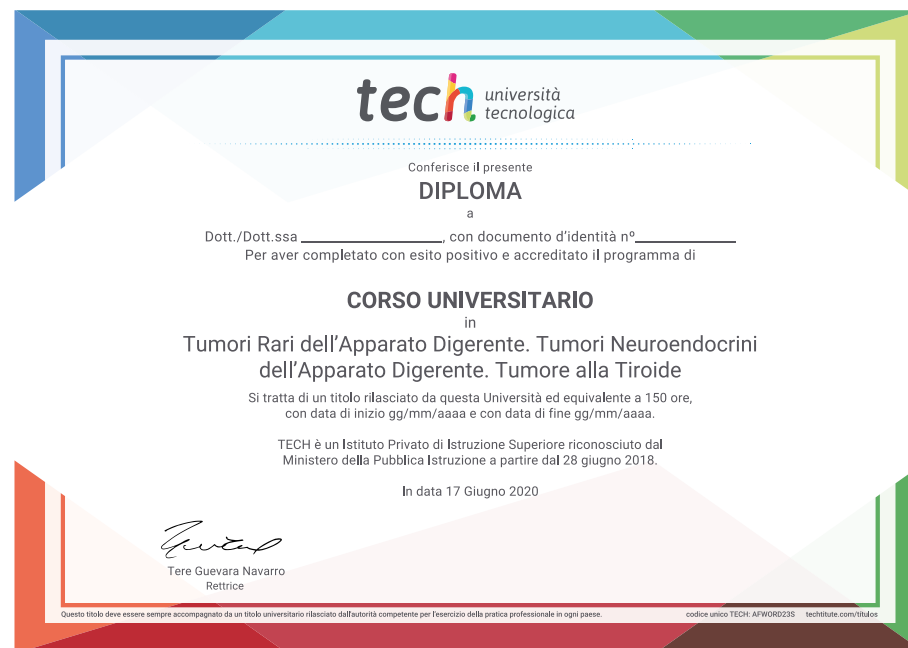 tech università
tecnologica
Conferisce il presente
DIPLOMA
a
Dott./Dott.ssa ____________________, con documento d'identità nº______________
Per aver completato con esito positivo e accreditato il programma di
CORSO UNIVERSITARIO
in
Tumori Rari dell'Apparato Digerente. Tumori Neuroendocrini
dell'Apparato Digerente. Tumore alla Tiroide
Si tratta di un titolo rilasciato da questa Università ed equivalente a 150 ore,
con data di inizio gg/mm/aaaa e con data di fine gg/mm/aaaa.
TECH è un Istituto Privato di Istruzione Superiore riconosciuto dal
Ministero della Pubblica Istruzione a partire dal 28 giugno 2018.
In data 17 Giugno 2020
Tere Guevara Navarro
Rettrice
Questo titolo deve essere sempre accompagnato da un titolo universitario rilasciato dall'autorità competente per l'esercizio della pratica professionale in ogni paese. codice unico TECH: AFWORD23S techtitute.com/titulos